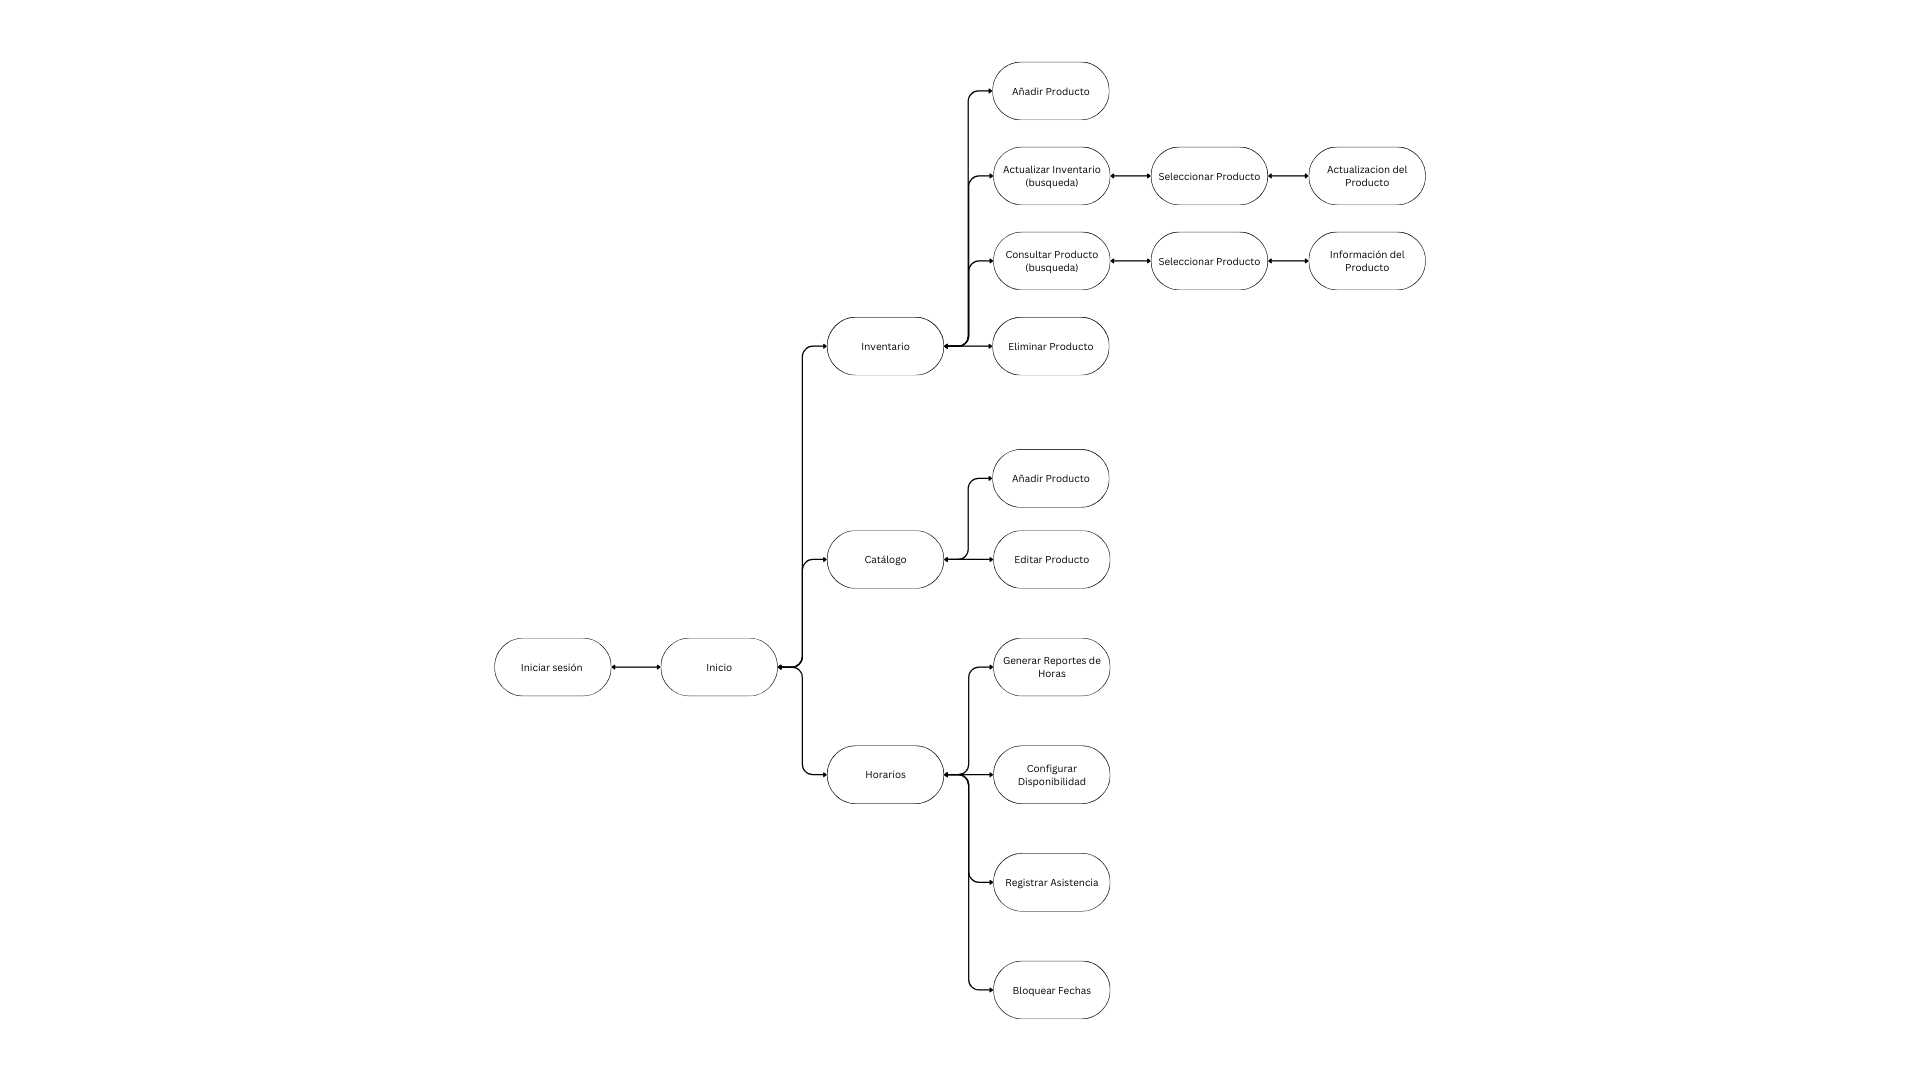 Añadir Producto
Actualizar Inventario
(busqueda)
Seleccionar Producto
Actualizacion del
Producto
Consultar Producto
(busqueda)
Seleccionar Producto
Información del
Producto
Inventario
Eliminar Producto
Añadir Producto
Catálogo
Editar Producto
Iniciar sesión
Inicio
Generar Reportes de
Horas
Horarios
Configurar
Disponibilidad
Registrar Asistencia
Bloquear Fechas